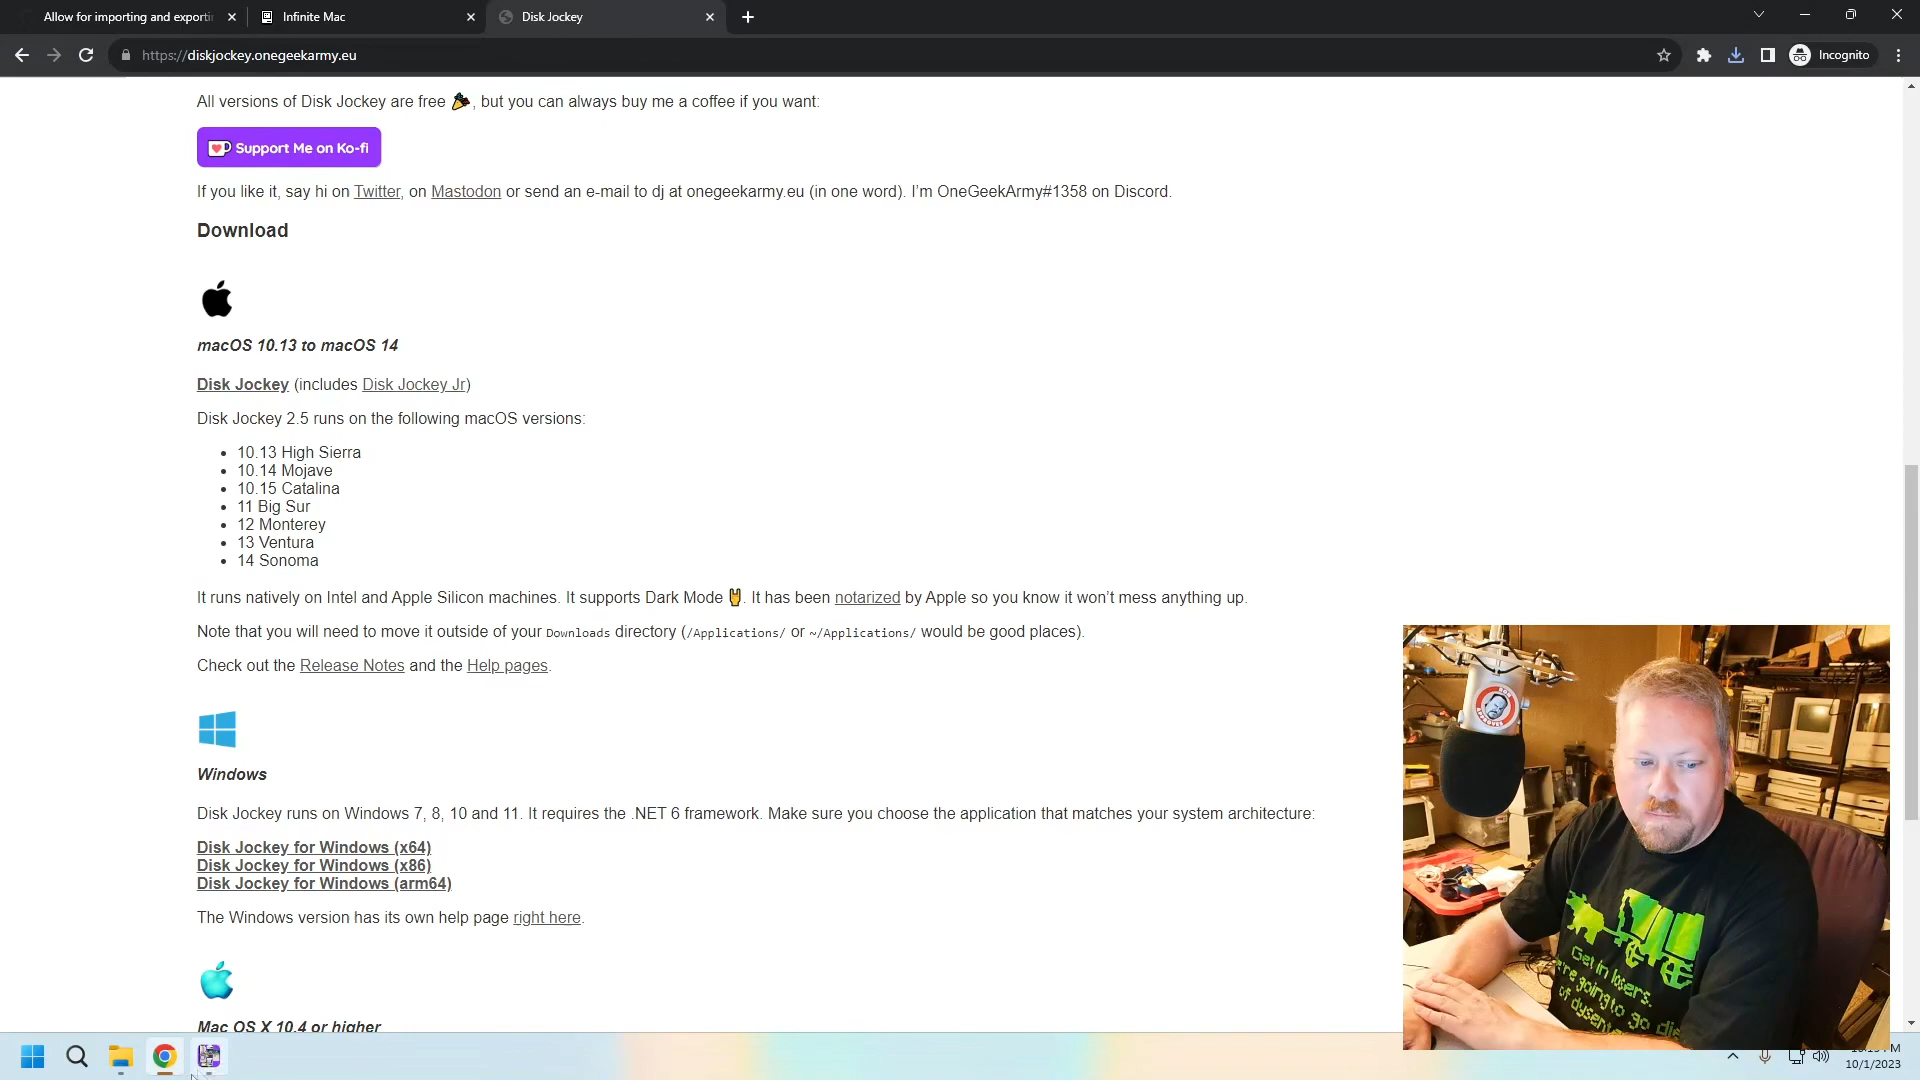 Allow for importing and exporti
Infinite Mac
Disk Jockey
https://diskjockey.onegeekarmy.eu
Incognito
All versions of Disk Jockey are free 🎉, but you can always buy me a coffee if you want:
Support Me on Ko-fi
If you like it, say hi on Twitter, on Mastodon or send an e-mail to dj at onegeekarmy.eu (in one word). I'm OneGeekArmy#1358 on Discord.
Download
macOS 10.13 to macOS 14
Disk Jockey (includes Disk Jockey Jr)
Disk Jockey 2.5 runs on the following macOS versions:
• 10.13 High Sierra
• 10.14 Mojave
• 10.15 Catalina
• 11 Big Sur
• 12 Monterey
• 13 Ventura
• 14 Sonoma
It runs natively on Intel and Apple Silicon machines. It supports Dark Mode 🤘. It has been notarized by Apple so you know it won't mess anything up.
Note that you will need to move it outside of your Downloads directory (/Applications/ or ~/Applications/ would be good places).
Check out the Release Notes and the Help pages.
Windows
Disk Jockey runs on Windows 7, 8, 10 and 11. It requires the .NET 6 framework. Make sure you choose the application that matches your system architecture:
Disk Jockey for Windows (x64)
Disk Jockey for Windows (x86)
Disk Jockey for Windows (arm64)
The Windows version has its own help page right here.
Mac OS X 10.4 or higher
Get in losers.
we're going to go die
of dysent
10/1/2023